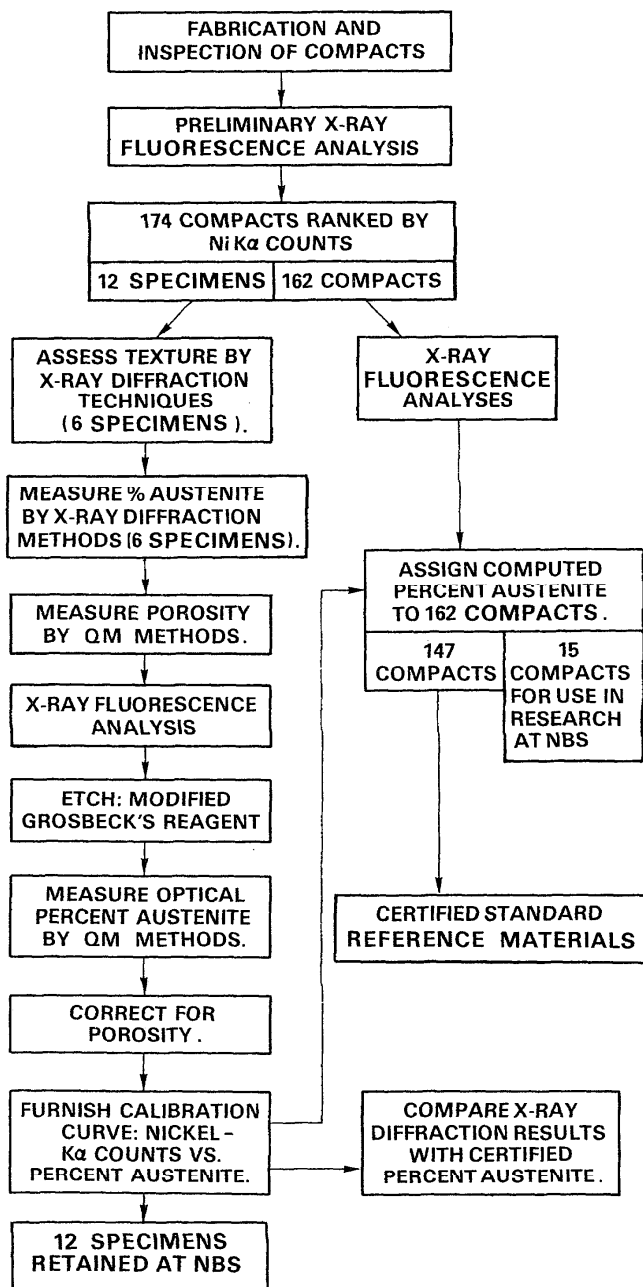 FABRICATION AND
INSPECTION OF COMPACTS
PRELIMINARY X-RAY
FLUORESCENCE ANALYSIS
174 COMPACTS RANKED BY
Ni Kα COUNTS
12 SPECIMENS
162 COMPACTS
ASSESS TEXTURE BY
X-RAY DIFFRACTION
TECHNIQUES
(6 SPECIMENS).
MEASURE % AUSTENITE
BY X-RAY DIFFRACTION
METHODS (6 SPECIMENS).
MEASURE POROSITY
BY QM METHODS.
X-RAY FLUORESCENCE
ANALYSIS
ETCH: MODIFIED
GROSBECK'S REAGENT
MEASURE OPTICAL
PERCENT AUSTENITE
BY QM METHODS.
CORRECT FOR
POROSITY.
FURNISH CALIBRATION
CURVE: NICKEL-
Kα COUNTS VS.
PERCENT AUSTENITE.
12 SPECIMENS
RETAINED AT NBS
X-RAY
FLUORESCENCE
ANALYSES
ASSIGN COMPUTED
PERCENT AUSTENITE
TO 162 COMPACTS.
147
COMPACTS
15
COMPACTS
FOR USE IN
RESEARCH
AT NBS
CERTIFIED STANDARD
REFERENCE MATERIALS
COMPARE X-RAY
DIFFRACTION RESULTS
WITH CERTIFIED
PERCENT AUSTENITE.